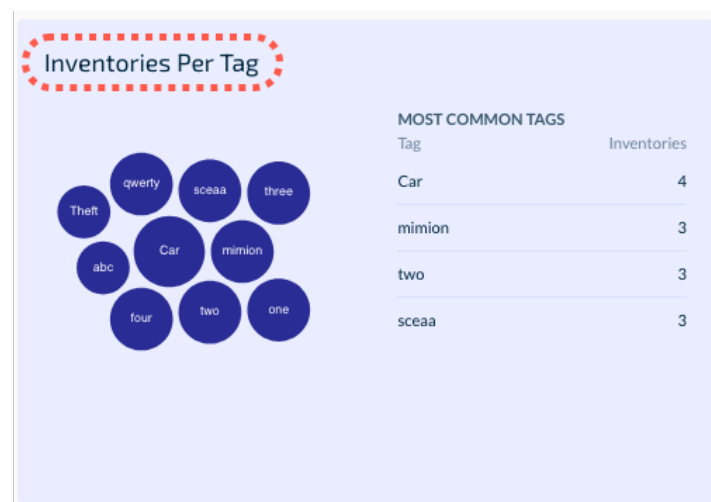 Inventories Per Tag
MOST COMMON TAGS
Tag Inventories
Car 4
mimion 3
two 3
sceaa 3
qwerty
sceaa
three
Theft
Car
mimion
abc
four
two
one